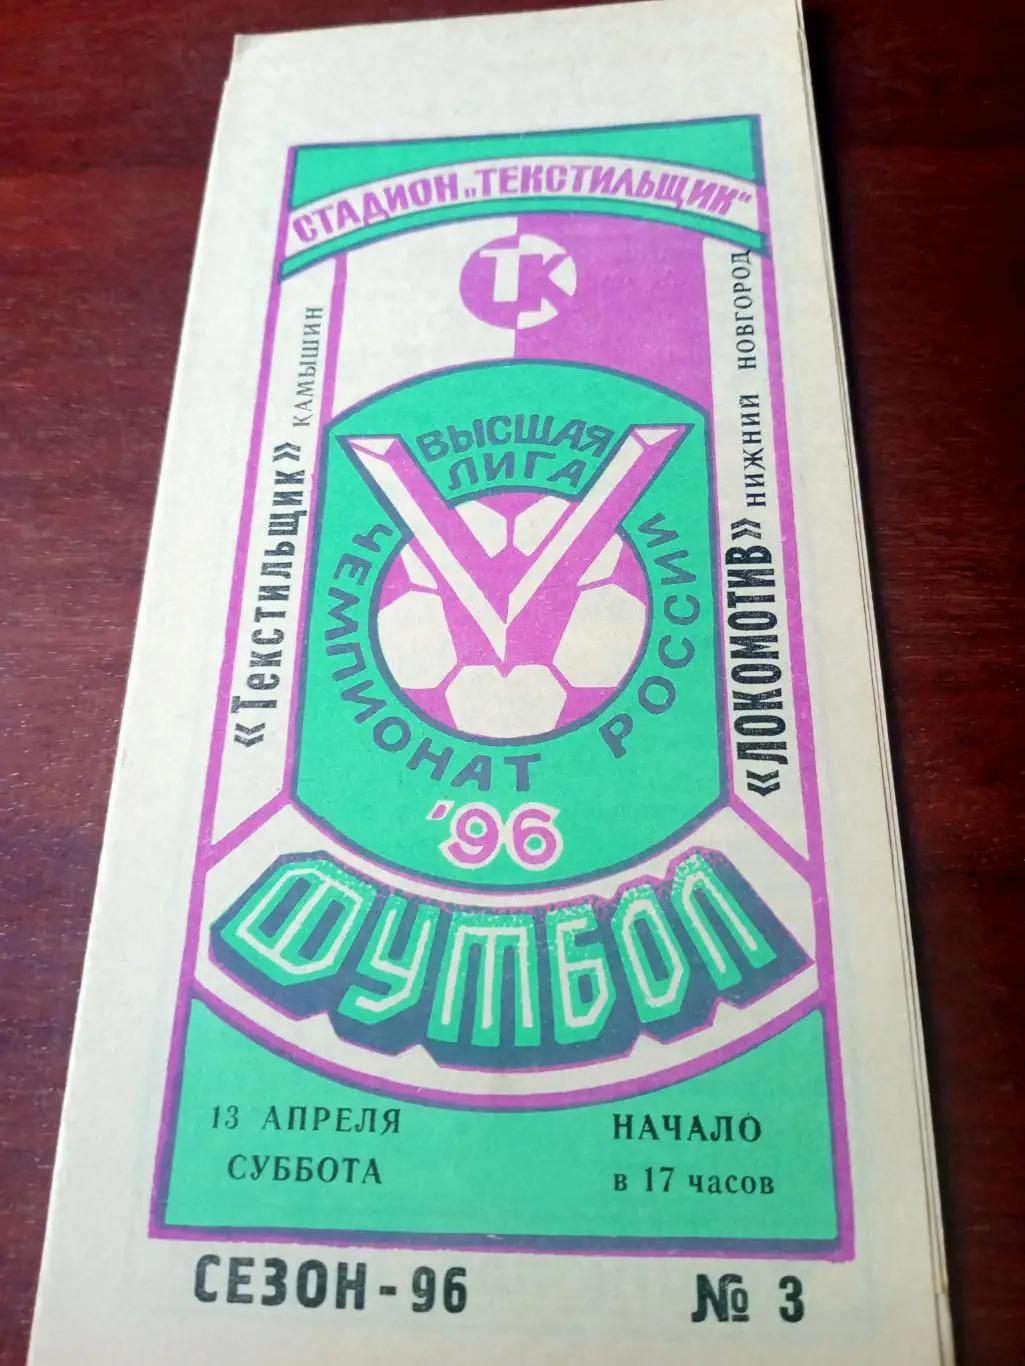 СТАДИОН „ТЕКСТИЛЬЩИК"
ТК
«Текстильщик» КАМЫШИН
«ЛОКОМОТИВ» НИЖНИЙ НОВГОРОД
ВЫСШАЯ
ЛИГА
ЧЕМПИОНАТ РОССИИ
'96
ФУТБОЛ
13 АПРЕЛЯ
СУББОТА
НАЧАЛО
в 17 часов
СЕЗОН-96
№ 3